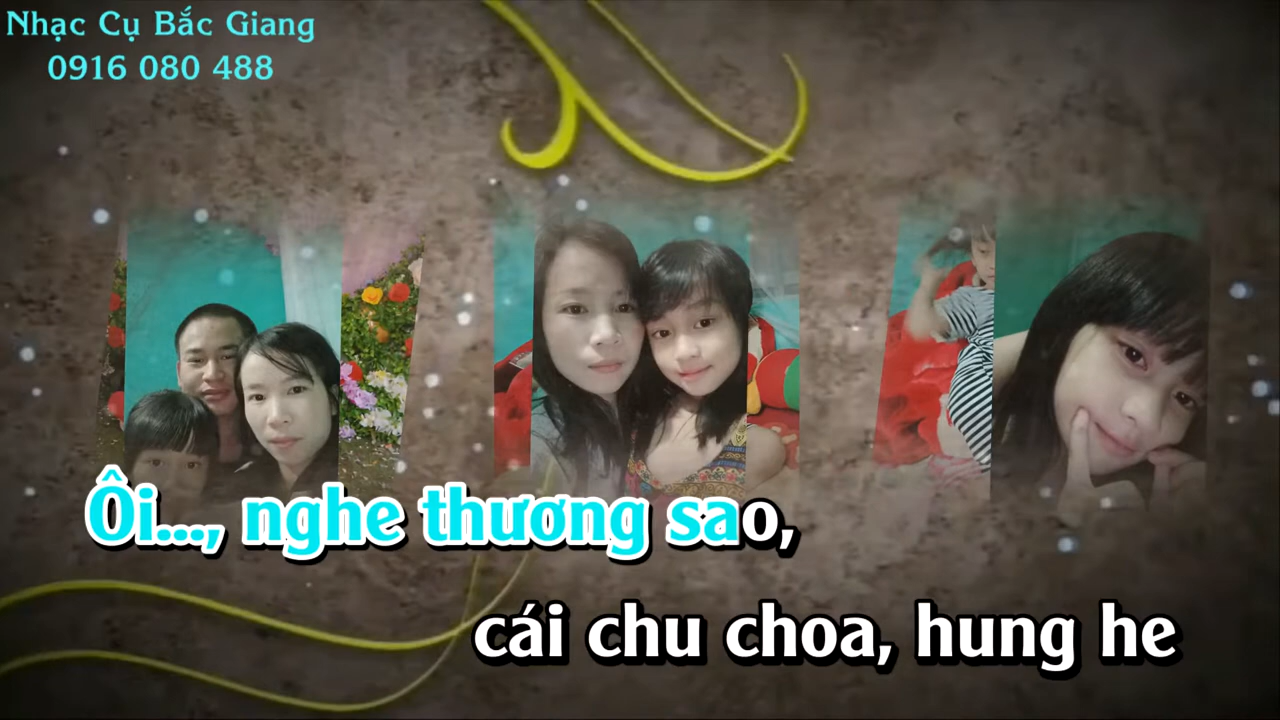 Nhạc Cụ Bắc Giang
0916 080 488
Ôi..., nghe thương sao,
cái chu choa, hung he